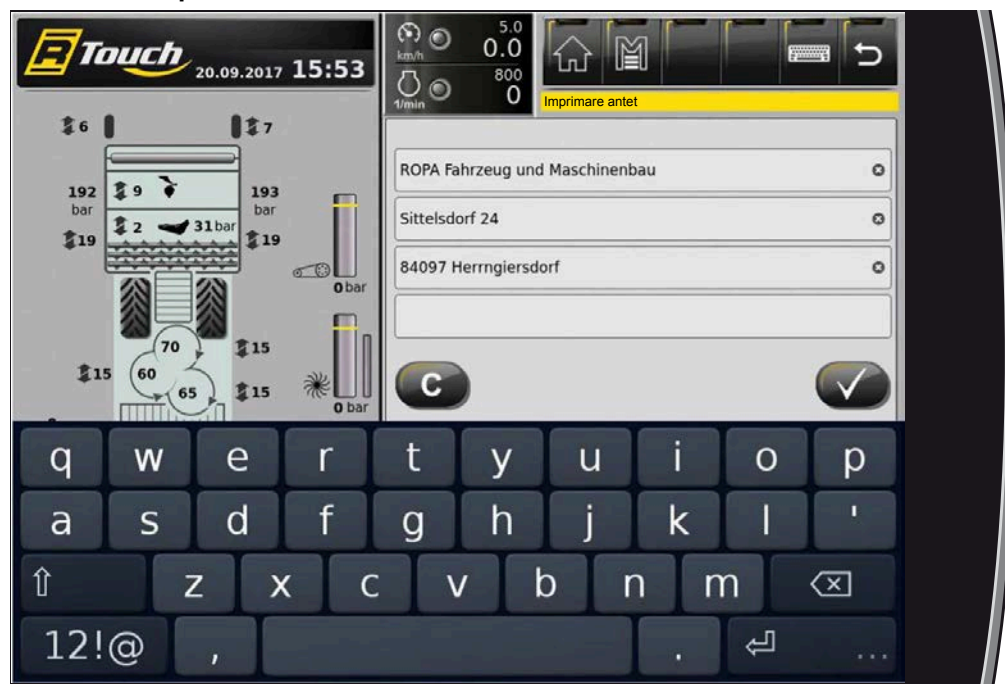 R Touch 20.09.2017 15:53
km/h 5.0
0.0
1/min 800
0
Imprimare antet
6 7
192 bar 9 193 bar
2 31 bar
19 19
0 bar
70 15
15 60
65 15
0 bar
ROPA Fahrzeug und Maschinenbau
Sittelsdorf 24
84097 Herrngiersdorf
C
q w e r t y u i o p
a s d f g h j k l '
z x c v b n m
12!@ , . ...